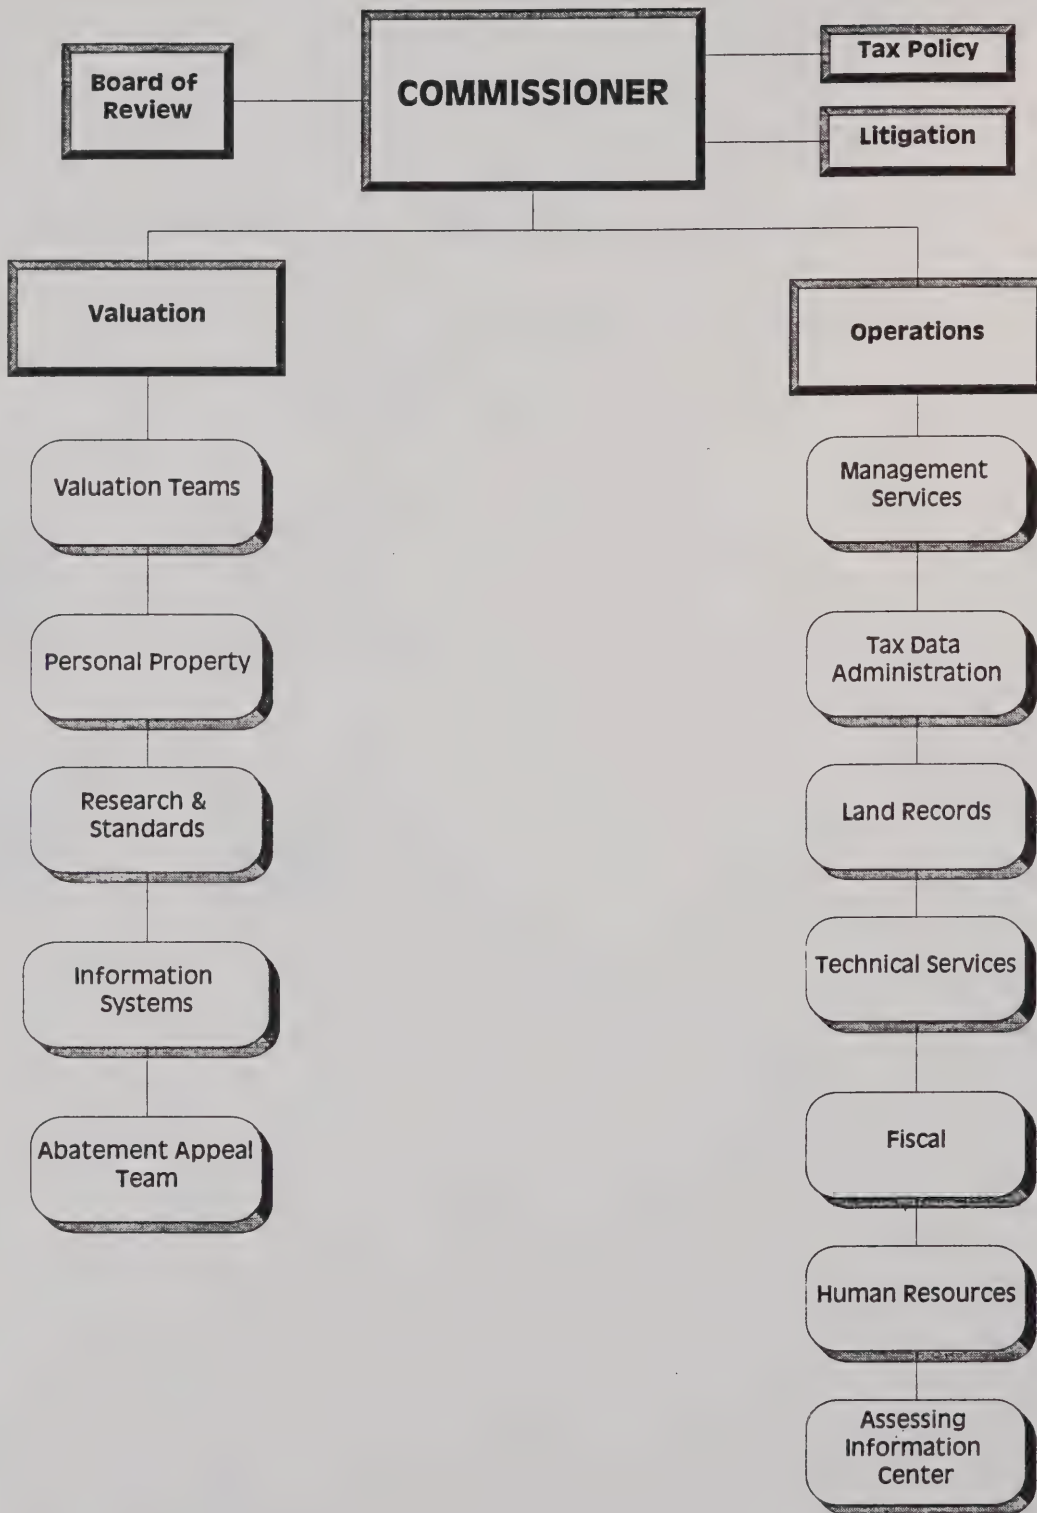 Board of
Review
COMMISSIONER
Tax Policy
Litigation
Valuation
Valuation Teams
Personal Property
Research &
Standards
Information
Systems
Abatement Appeal
Team
Operations
Management
Services
Tax Data
Administration
Land Records
Technical Services
Fiscal
Human Resources
Assessing
Information
Center